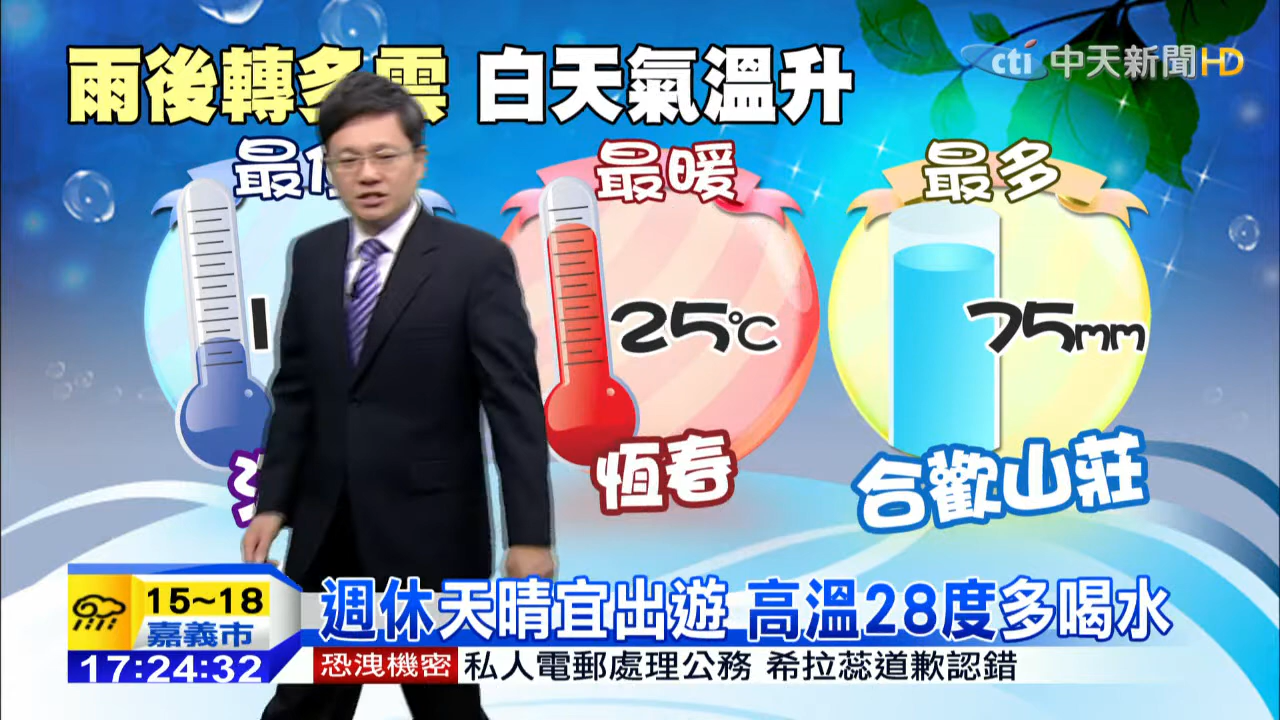 雨後轉多雲 白天氣溫升
cti 中天新聞HD
最暖
最多
25℃
75mm
恆春
合歡山莊
15~18
嘉義市
週休天晴宜出遊 高溫28度多喝水
17:24:32
恐洩機密 私人電郵處理公務 希拉蕊道歉認錯